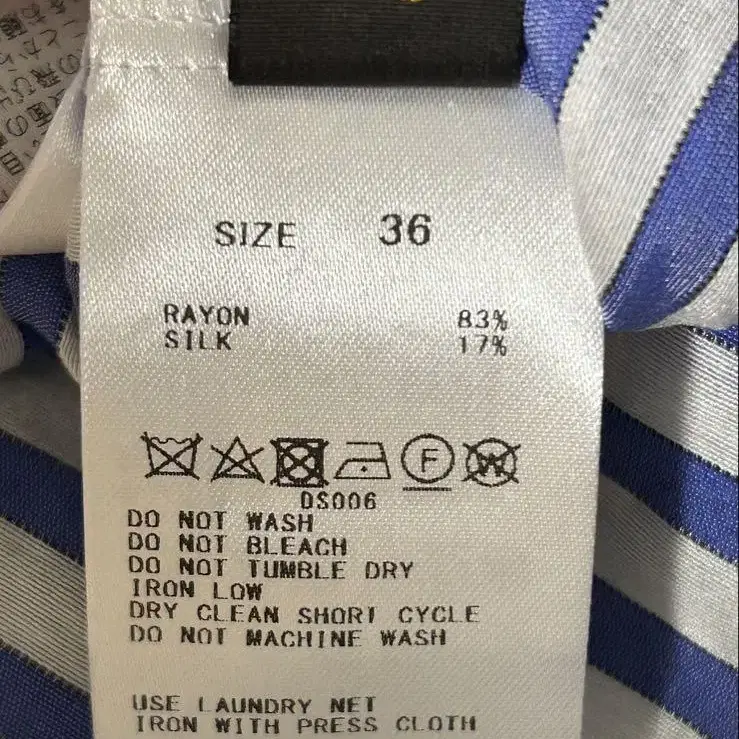 SIZE 36
RAYON 83%
SILK 17%
F W
DS006
DO NOT WASH
DO NOT BLEACH
DO NOT TUMBLE DRY
IRON LOW
DRY CLEAN SHORT CYCLE
DO NOT MACHINE WASH
USE LAUNDRY NET
IRON WITH PRESS CLOTH